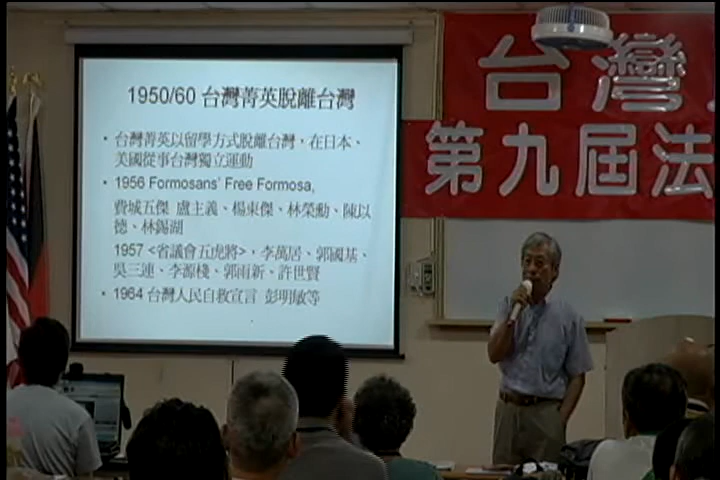 1950/60 台灣菁英脫離台灣
• 台灣菁英以留學方式脫離台灣，在日本、
美國從事台灣獨立運動
• 1956 Formosans' Free Formosa,
費城五傑 盧主義、楊東傑、林榮勳、陳以
德、林錫湖
1957 <省議會五虎將>，李萬居、郭國基、
吳三連、李源棧、郭雨新、許世賢
• 1964 台灣人民自救宣言 彭明敏等
台灣
第九屆法